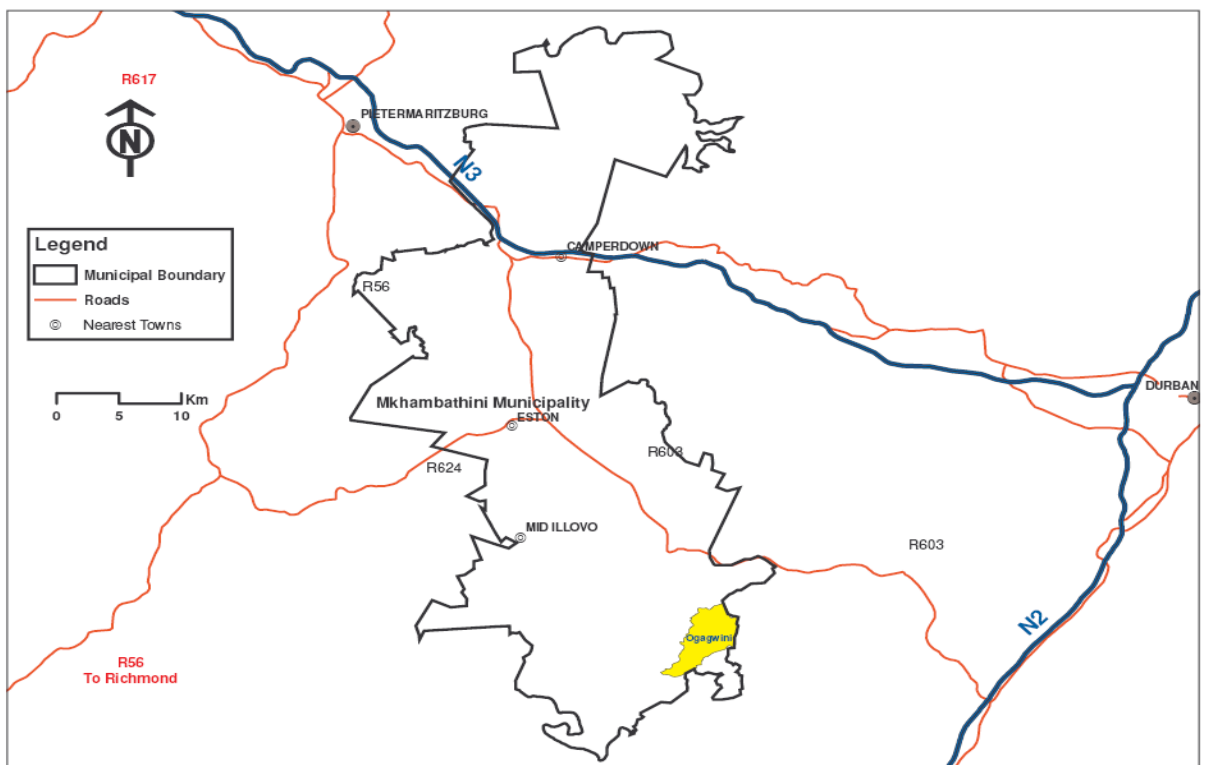 R617
N
PIETERMARITZBURG
N3
Legend
Municipal Boundary
Roads
Nearest Towns
CAMPERDOWN
R56
0 5 10 Km
DURBAN
Mkhambathini Municipality
ESTON
R603
R624
MID ILLOVO
R603
Ogagwini
N2
R56
To Richmond